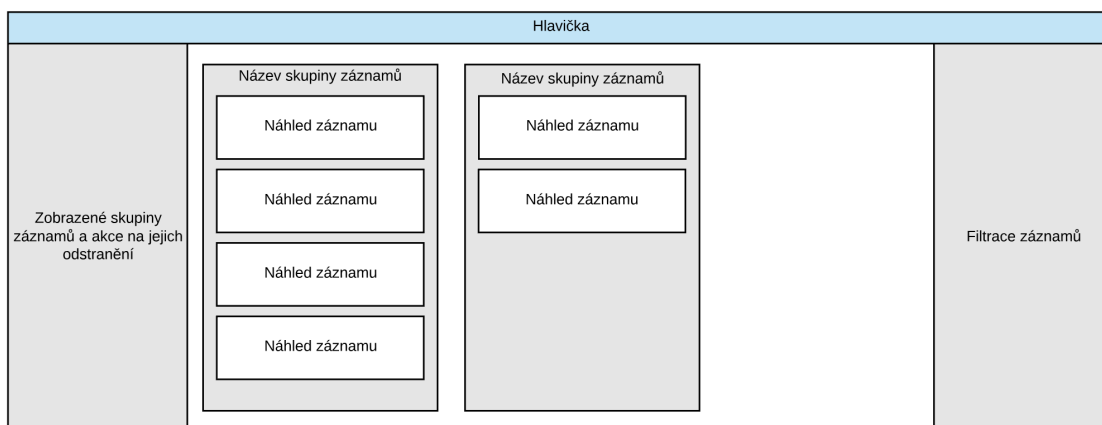 Hlavička
Zobrazené skupiny
záznamů a akce na jejich
odstranění
Název skupiny záznamů
Náhled záznamu
Náhled záznamu
Náhled záznamu
Náhled záznamu
Název skupiny záznamů
Náhled záznamu
Náhled záznamu
Filtrace záznamů